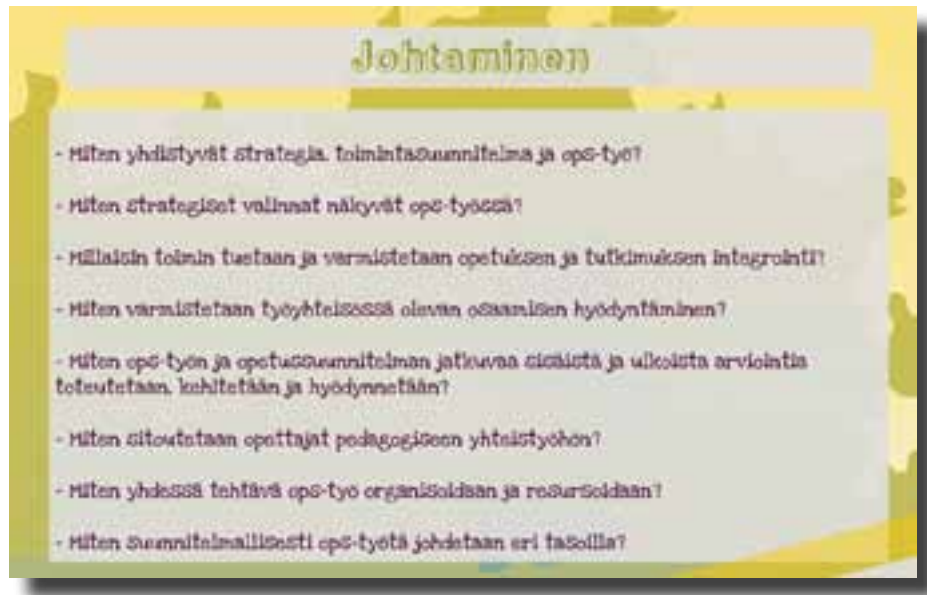 Johtaminen
- Miten yhdistyvät strategia, toimintasuunnitelma ja ops-työ?
- Miten strategiset valinnat näkyvät ops-työssä?
- Millaisin toimin tuetaan ja varmistetaan opetuksen ja tutkimuksen integrointi?
- Miten varmistetaan työyhteisössä olevan osaamisen hyödyntäminen?
- Miten ops-työn ja opetussuunnitelman jatkuvaa sisäistä ja ulkoista arviointia
toteutetaan, kehitetään ja hyödynnetään?
- Miten sitoutetaan opettajat pedagogiseen yhteistyöhön?
- Miten yhdessä tehtävä ops-työ organisoidaan ja resursoidaan?
- Miten suunnitelmallisesti ops-työtä johdetaan eri tasoilla?